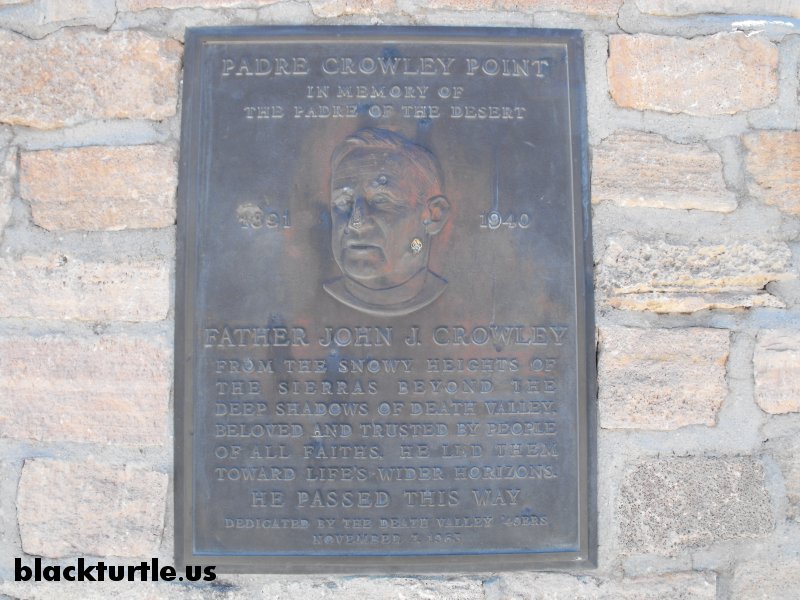 PADRE CROWLEY POINT
IN MEMORY OF
THE PADRE OF THE DESERT
1891 1940
FATHER JOHN J. CROWLEY
FROM THE SNOWY HEIGHTS OF
THE SIERRAS BEYOND THE
DEEP SHADOWS OF DEATH VALLEY.
BELOVED AND TRUSTED BY PEOPLE
OF ALL FAITHS. HE LED THEM
TOWARD LIFE'S WIDER HORIZONS.
HE PASSED THIS WAY
DEDICATED BY THE DEATH VALLEY '49ERS
NOVEMBER 7, 1963
blackturtle.us